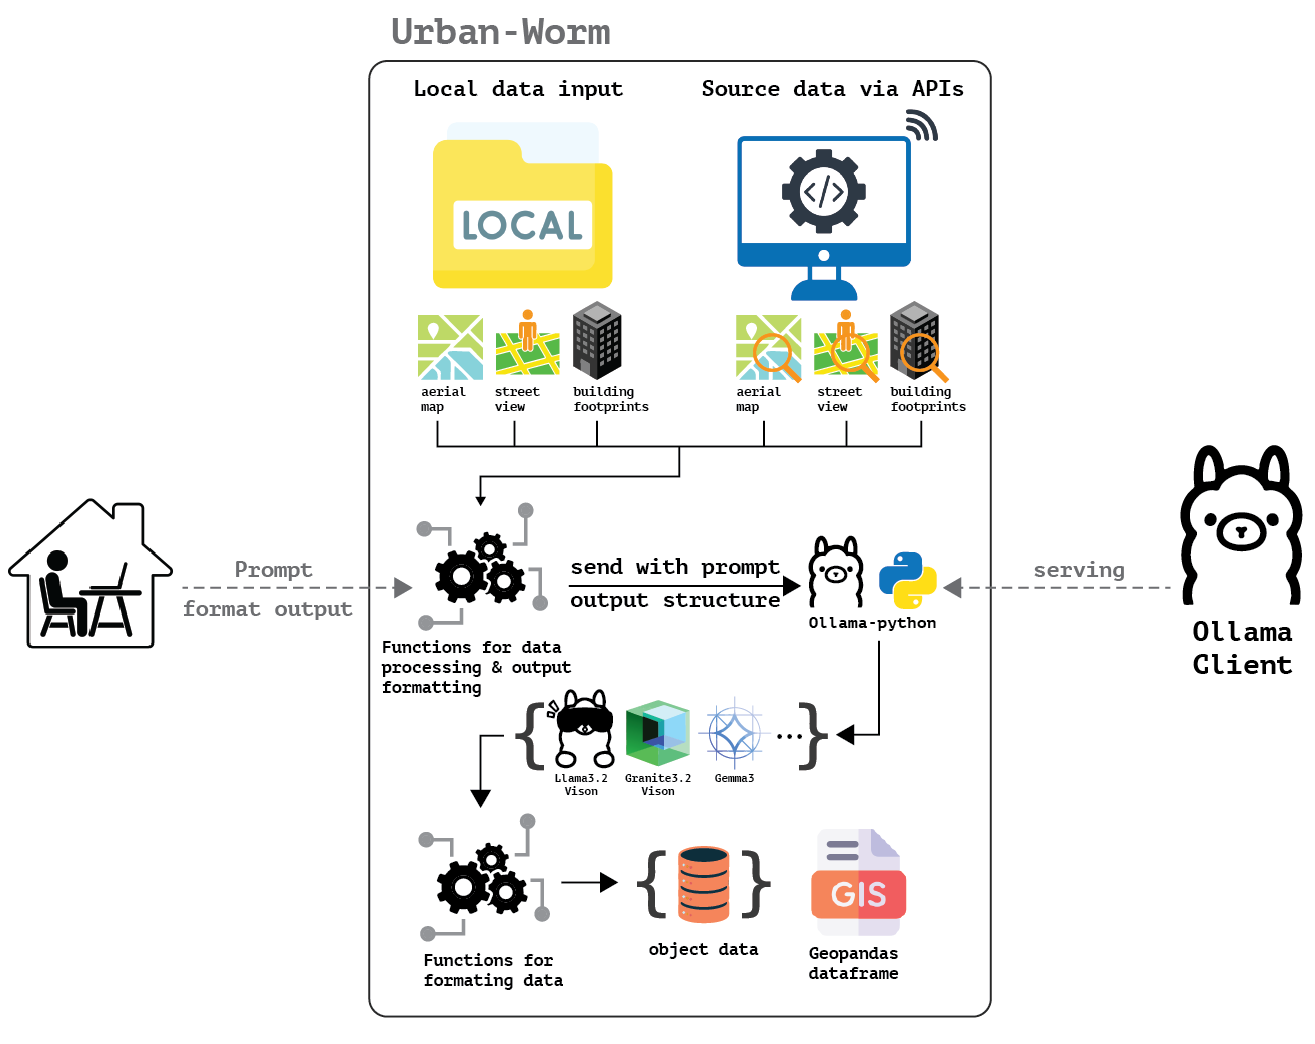 Urban-Worm
Local data input
Source data via APIs
LOCAL
</>
aerial
map
street
view
building
footprints
aerial
map
street
view
building
footprints
Prompt
format output
send with prompt
output structure
serving
Ollama-python
Ollama
Client
Functions for data
processing & output
formatting
{
...
}
Llama3.2
Vison
Granite3.2
Vison
Gemma3
{
}
GIS
Functions for
formating data
object data
Geopandas
dataframe